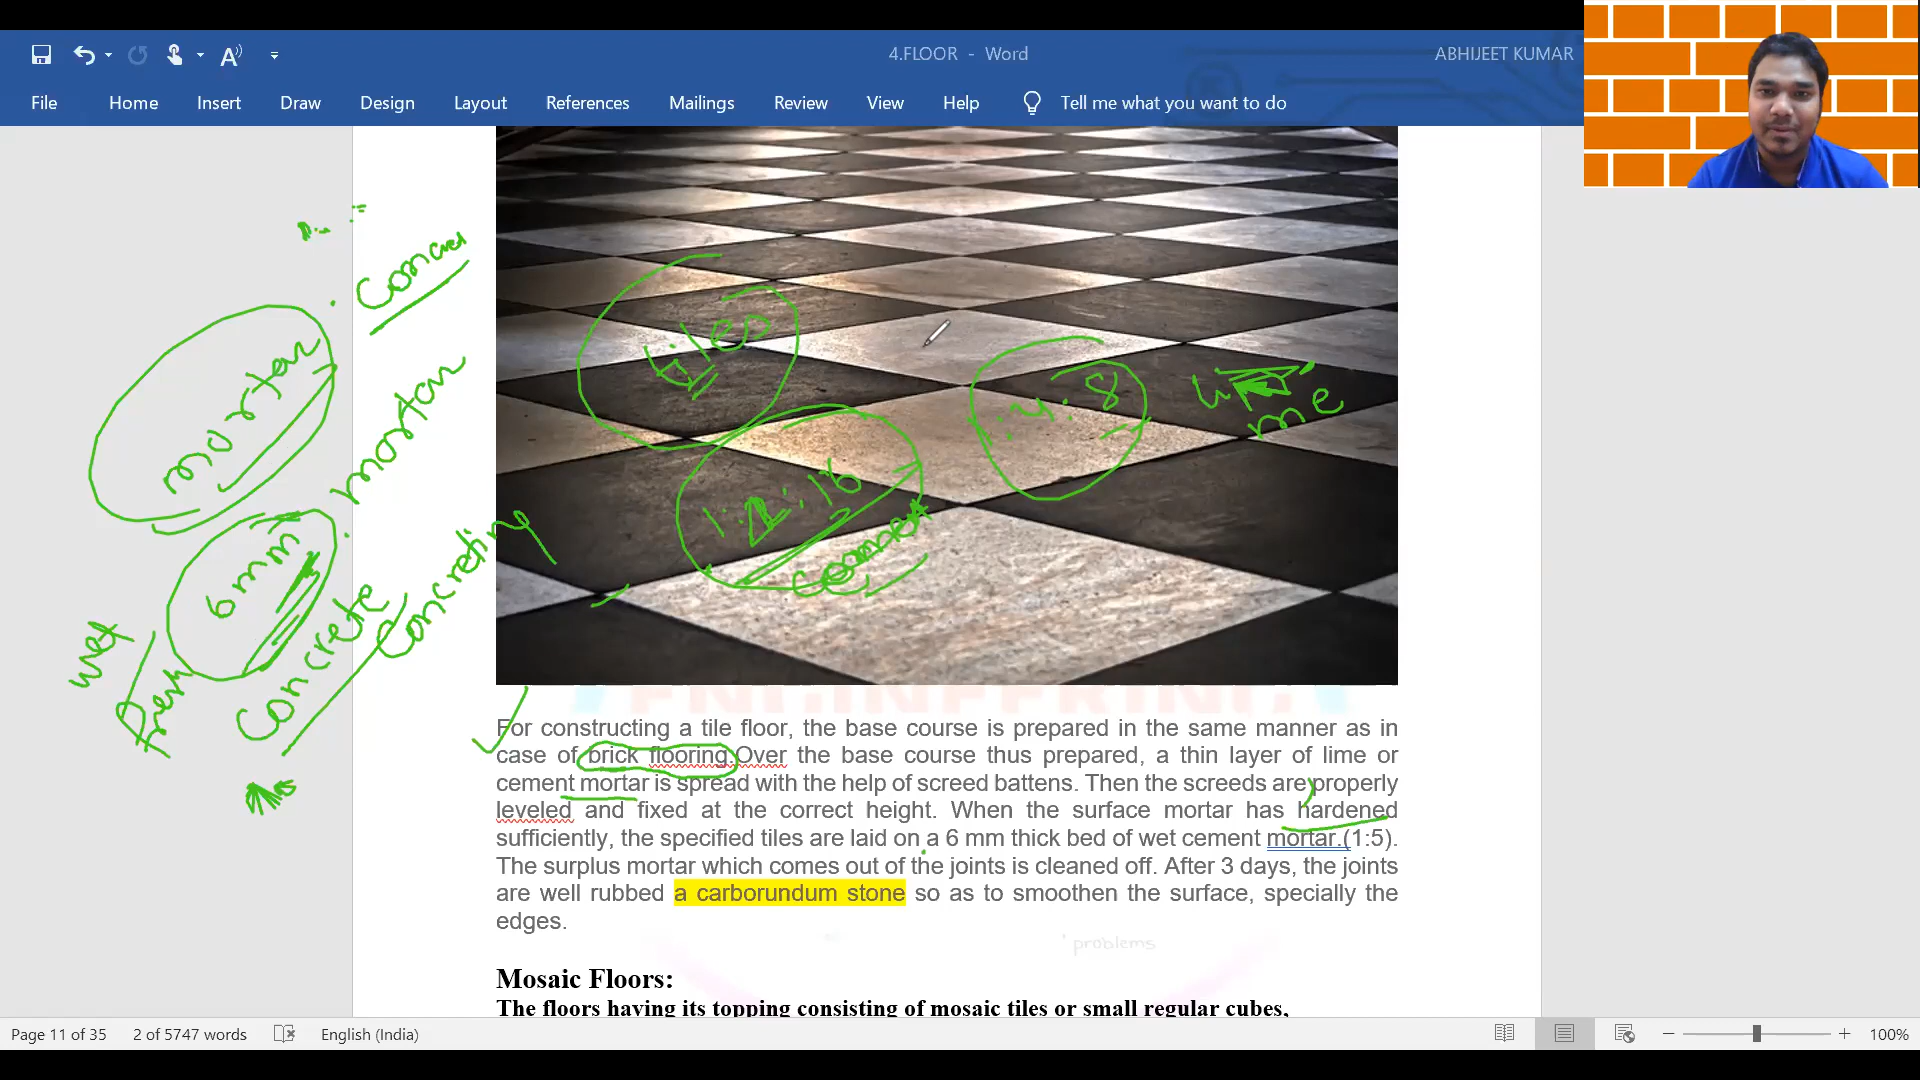 4.FLOOR - Word
ABHIJEET KUMAR
File Home Insert Draw Design Layout References Mailings Review View Help Tell me what you want to do
mortar
6mm
wet
fresh
concrete
mortar
concreting
tiles
cement
me
For constructing a tile floor, the base course is prepared in the same manner as in
case of brick flooring.Over the base course thus prepared, a thin layer of lime or
cement mortar is spread with the help of screed battens. Then the screeds are properly
leveled and fixed at the correct height. When the surface mortar has hardened
sufficiently, the specified tiles are laid on a 6 mm thick bed of wet cement mortar.(1:5).
The surplus mortar which comes out of the joints is cleaned off. After 3 days, the joints
are well rubbed a carborundum stone so as to smoothen the surface, specially the
edges.
problems
Mosaic Floors:
The floors having its topping consisting of mosaic tiles or small regular cubes,
Page 11 of 35 2 of 5747 words English (India) 100%